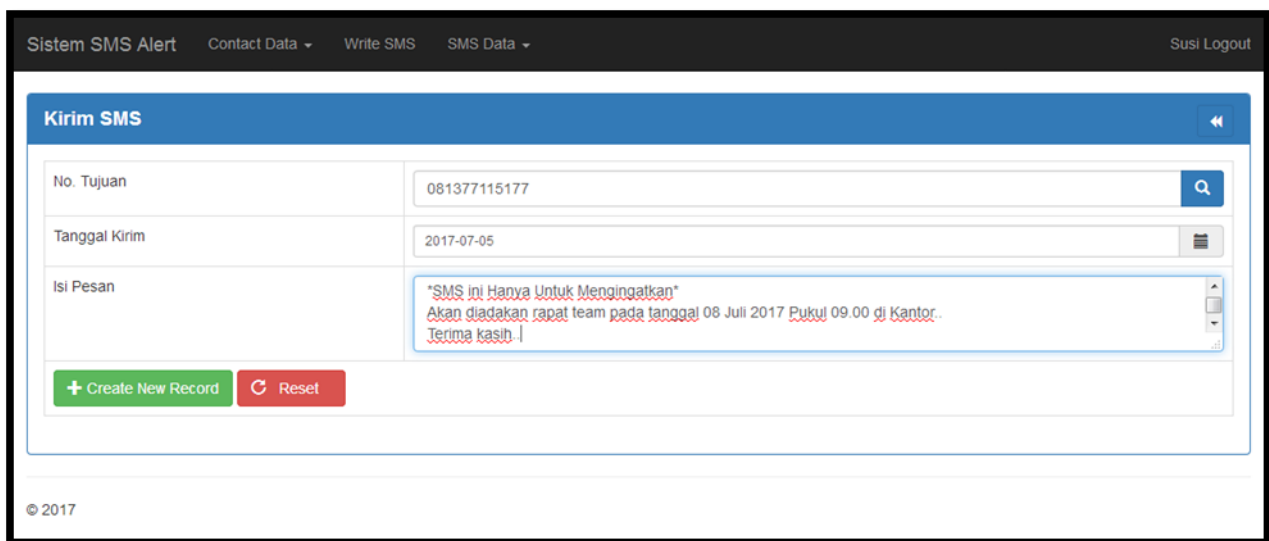 Sistem SMS Alert Contact Data Write SMS SMS Data Susi Logout
Kirim SMS
No. Tujuan 081377115177
Tanggal Kirim 2017-07-05
Isi Pesan "SMS ini Hanya Untuk Mengingatkan"
Akan diadakan rapat team pada tanggal 08 Juli 2017 Pukul 09.00 di Kantor..
Terima kasih..
Create New Record Reset
© 2017